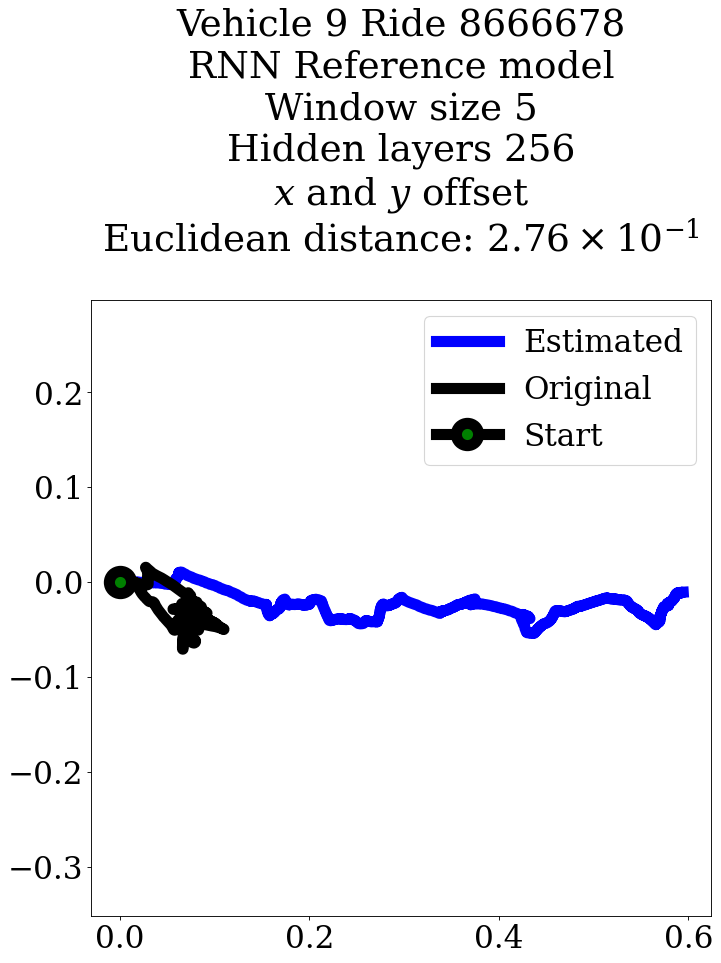 Vehicle 9 Ride 8666678
RNN Reference model
Window size 5
Hidden layers 256
x and y offset
Euclidean distance: 2.76 × 10⁻¹
Estimated
Original
Start
0.2
0.1
0.0
−0.1
−0.2
−0.3
0.0 0.2 0.4 0.6